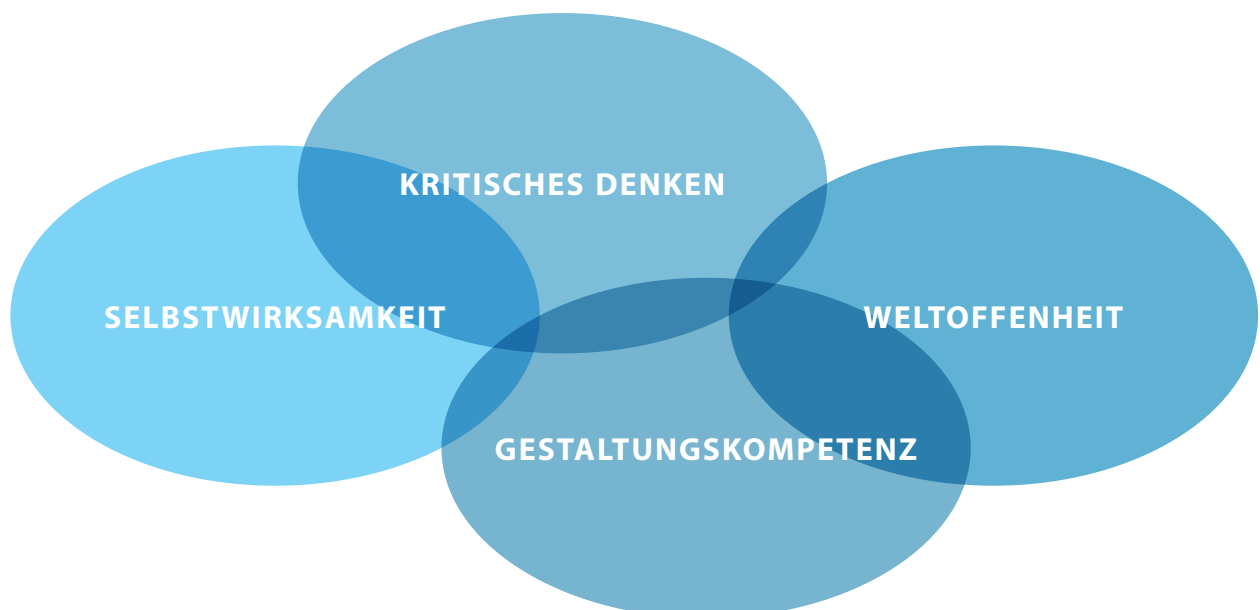 KRITISCHES DENKEN
SELBSTWIRKSAMKEIT
WELTOFFENHEIT
GESTALTUNGSKOMPETENZ